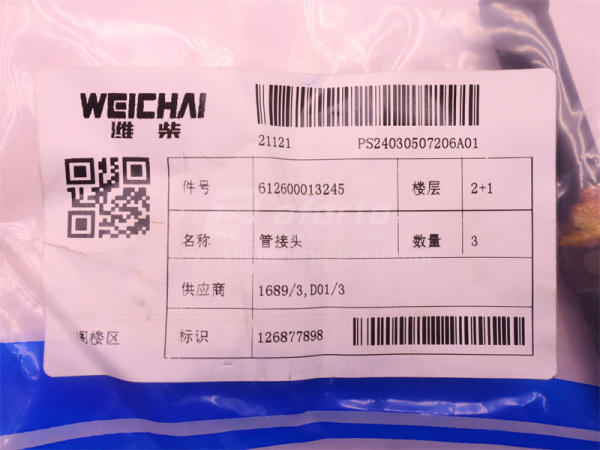 WEICHAI
潍柴
21121 PS24030507206A01
件号 612600013245 楼层 2+1
名称 管接头 数量 3
供应商 1689/3,D01/3
阁楼区 标识 126877898